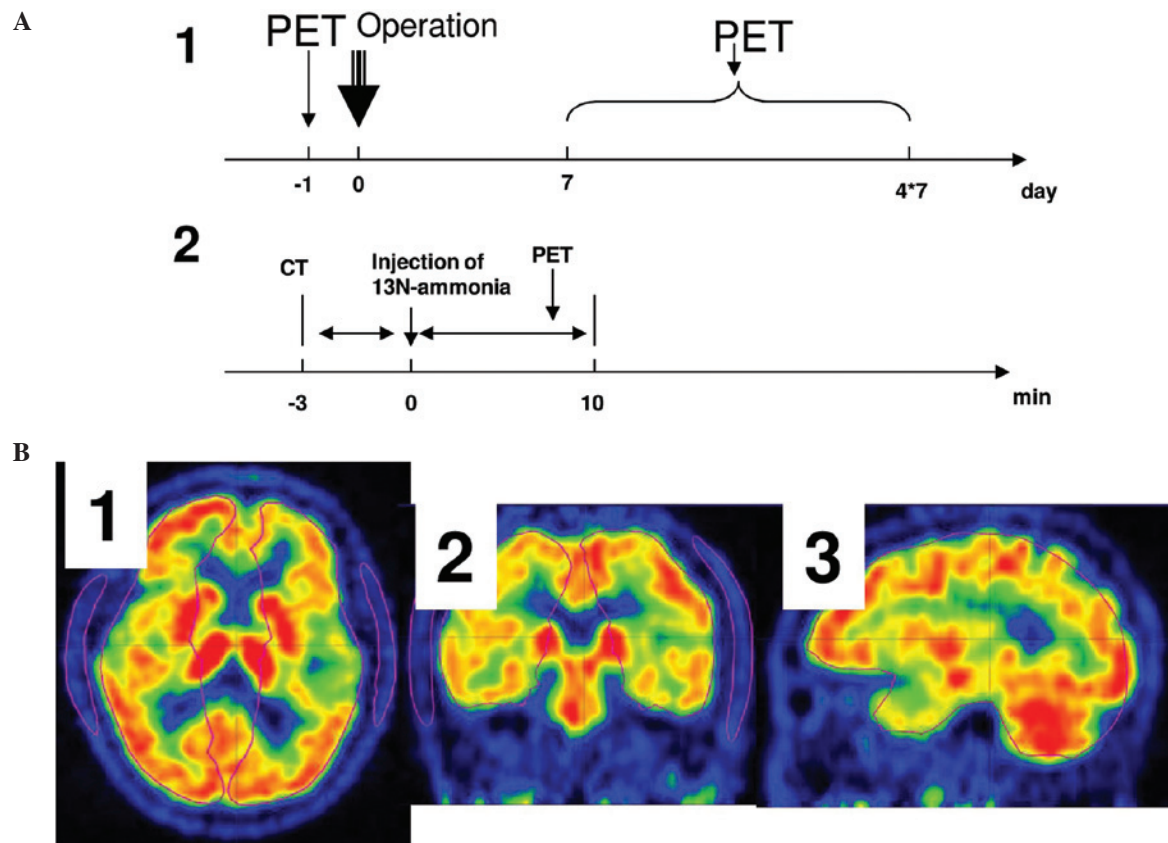 A
1
PET Operation
PET
-1
0
7
4*7
day
2
CT
Injection of
13N-ammonia
PET
-3
0
10
min
B
1
2
3